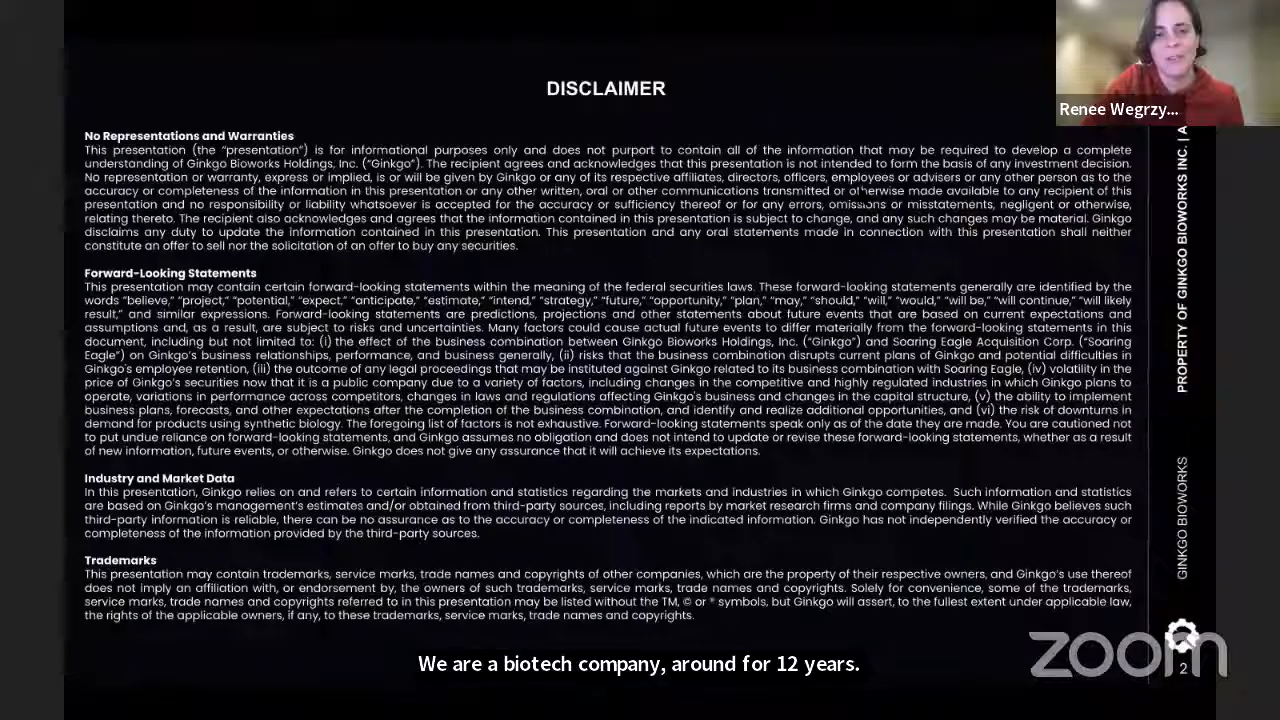 DISCLAIMER
Renee Wegrzy...
No Representations and Warranties
This presentation (the “presentation”) is for informational purposes only and does not purport to contain all of the information that may be required to develop a complete
understanding of Ginkgo Bioworks Holdings, Inc. (“Ginkgo”). The recipient agrees and acknowledges that this presentation is not intended to form the basis of any investment decision.
No representation or warranty, express or implied, is or will be given by Ginkgo or any of its respective affiliates, directors, officers, employees or advisers or any other person as to the
accuracy or completeness of the information in this presentation or any other written, oral or other communications transmitted or otherwise made available to any recipient of this
presentation and no responsibility or liability whatsoever is accepted for the accuracy or sufficiency thereof or for any errors, omissions or misstatements, negligent or otherwise,
relating thereto. The recipient also acknowledges and agrees that the information contained in this presentation is subject to change, and any such changes may be material. Ginkgo
disclaims any duty to update the information contained in this presentation. This presentation and any oral statements made in connection with this presentation shall neither
constitute an offer to sell nor the solicitation of an offer to buy any securities.
Forward-Looking Statements
This presentation may contain certain forward-looking statements within the meaning of the federal securities laws. These forward-looking statements generally are identified by the
words “believe,” “project,” “potential,” “expect,” “anticipate,” “estimate,” “intend,” “strategy,” “future,” “opportunity,” “plan,” “may,” “should,” “will,” “would,” “will be,” “will continue,” “will likely
result,” and similar expressions. Forward-looking statements are predictions, projections and other statements about future events that are based on current expectations and
assumptions and, as a result, are subject to risks and uncertainties. Many factors could cause actual future events to differ materially from the forward-looking statements in this
document, including but not limited to: (i) the effect of the business combination between Ginkgo Bioworks Holdings, Inc. (“Ginkgo”) and Soaring Eagle Acquisition Corp. (“Soaring
Eagle”) on Ginkgo’s business relationships, performance, and business generally, (ii) risks that the business combination disrupts current plans of Ginkgo and potential difficulties in
Ginkgo’s employee retention, (iii) the outcome of any legal proceedings that may be instituted against Ginkgo related to its business combination with Soaring Eagle, (iv) volatility in the
price of Ginkgo’s securities now that it is a public company due to a variety of factors, including changes in the competitive and highly regulated industries in which Ginkgo plans to
operate, variations in performance across competitors, changes in laws and regulations affecting Ginkgo’s business and changes in the capital structure, (v) the ability to implement
business plans, forecasts, and other expectations after the completion of the business combination, and identify and realize additional opportunities, and (vi) the risk of downturns in
demand for products using synthetic biology. The foregoing list of factors is not exhaustive. Forward-looking statements speak only as of the date they are made. You are cautioned not
to put undue reliance on forward-looking statements, and Ginkgo assumes no obligation and does not intend to update or revise these forward-looking statements, whether as a result
of new information, future events, or otherwise. Ginkgo does not give any assurance that it will achieve its expectations.
Industry and Market Data
In this presentation, Ginkgo relies on and refers to certain information and statistics regarding the markets and industries in which Ginkgo competes. Such information and statistics
are based on Ginkgo’s management’s estimates and/or obtained from third-party sources, including reports by market research firms and company filings. While Ginkgo believes such
third-party information is reliable, there can be no assurance as to the accuracy or completeness of the indicated information. Ginkgo has not independently verified the accuracy or
completeness of the information provided by the third-party sources.
Trademarks
This presentation may contain trademarks, service marks, trade names and copyrights of other companies, which are the property of their respective owners, and Ginkgo’s use thereof
does not imply an affiliation with, or endorsement by, the owners of such trademarks, service marks, trade names and copyrights. Solely for convenience, some of the trademarks,
service marks, trade names and copyrights referred to in this presentation may be listed without the TM, © or ® symbols, but Ginkgo will assert, to the fullest extent under applicable law,
the rights of the applicable owners, if any, to these trademarks, service marks, trade names and copyrights.
PROPERTY OF GINKGO BIOWORKS INC. | A
GINKGO BIOWORKS
zoom
2
We are a biotech company, around for 12 years.